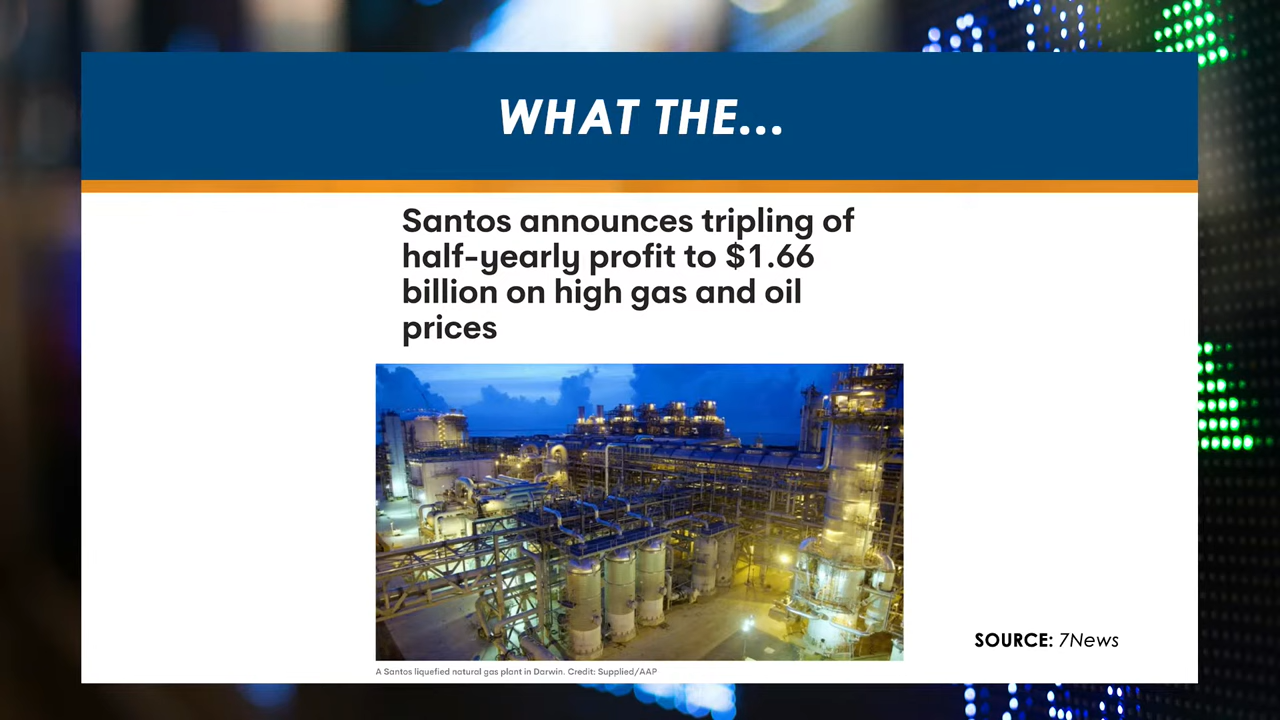 WHAT THE...
Santos announces tripling of
half-yearly profit to $1.66
billion on high gas and oil
prices
A Santos liquefied natural gas plant in Darwin. Credit: Supplied/AAP
SOURCE: 7News